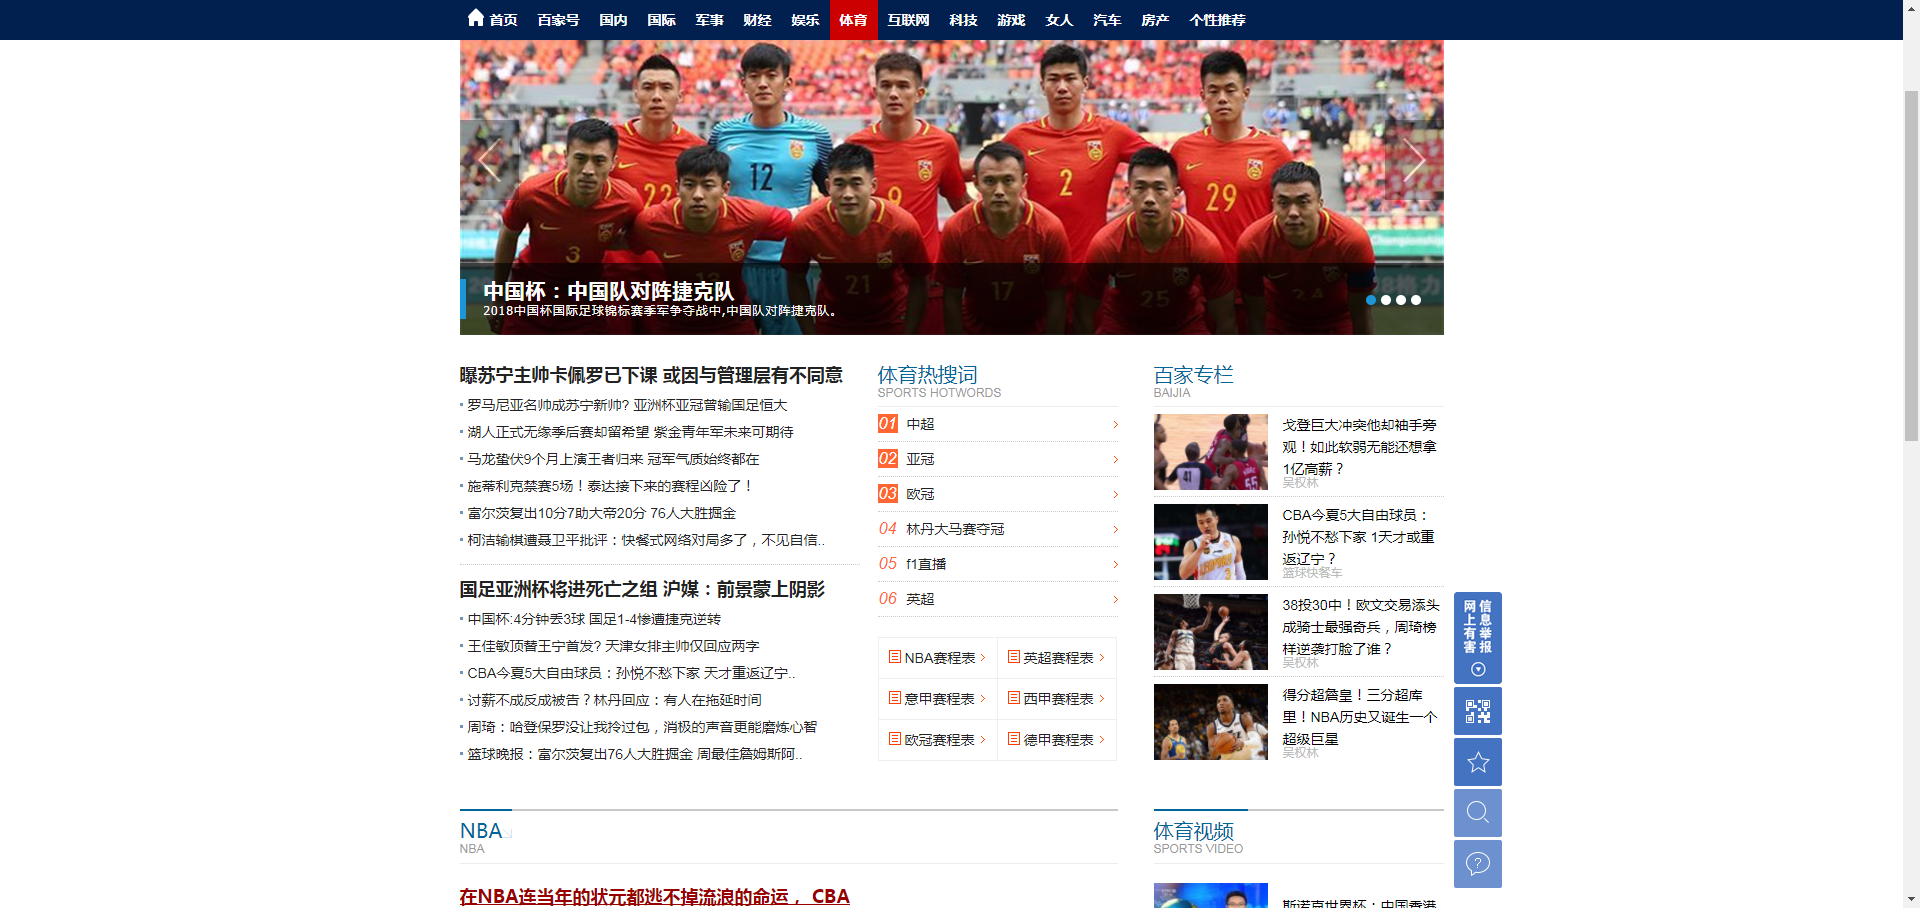 首页 百家号 国内 国际 军事 财经 娱乐 体育 互联网 科技 游戏 女人 汽车 房产 个性推荐
中国杯：中国队对阵捷克队
2018中国杯国际足球锦标赛季军争夺战中,中国队对阵捷克队。
曝苏宁主帅卡佩罗已下课 或因与管理层有不同意
罗马尼亚名帅成苏宁新帅? 亚洲杯亚冠曾输国足恒大
湖人正式无缘季后赛却留希望 紫金青年军未来可期待
马龙蛰伏9个月上演王者归来 冠军气质始终都在
施蒂利克禁赛5场！泰达接下来的赛程凶险了！
富尔茨复出10分7助大帝20分 76人大胜掘金
柯洁输棋遭聂卫平批评：快餐式网络对局多了，不见自信..
国足亚洲杯将进死亡之组 沪媒：前景蒙上阴影
中国杯:4分钟丢3球 国足1-4惨遭捷克逆转
王佳敏顶替王宁首发? 天津女排主帅仅回应两字
CBA今夏5大自由球员：孙悦不愁下家 天才重返辽宁..
讨薪不成反成被告？林丹回应：有人在拖延时间
周琦：哈登保罗没让我拎过包，消极的声音更能磨炼心智
篮球晚报：富尔茨复出76人大胜掘金 周最佳詹姆斯阿..
体育热搜词
SPORTS HOTWORDS
01 中超
02 亚冠
03 欧冠
04 林丹大马赛夺冠
05 f1直播
06 英超
NBA赛程表 英超赛程表
意甲赛程表 西甲赛程表
欧冠赛程表 德甲赛程表
百家专栏
BAIJIA
戈登巨大冲突他却袖手旁
观！如此软弱无能还想拿
1亿高薪？
吴权林
CBA今夏5大自由球员：
孙悦不愁下家 1天才或重
返辽宁？
篮球快餐车
38投30中！欧文交易添头
成骑士最强奇兵，周琦榜
样逆袭打脸了谁？
吴权林
得分超詹皇！三分超库
里！NBA历史又诞生一个
超级巨星
吴权林
网上有害
信息举报
NBA
NBA
在NBA连当年的状元都逃不掉流浪的命运， CBA
体育视频
SPORTS VIDEO
斯诺克世界杯：中国香港
22
12
9
2
29
3
13
21
17
25
24
41
55
3